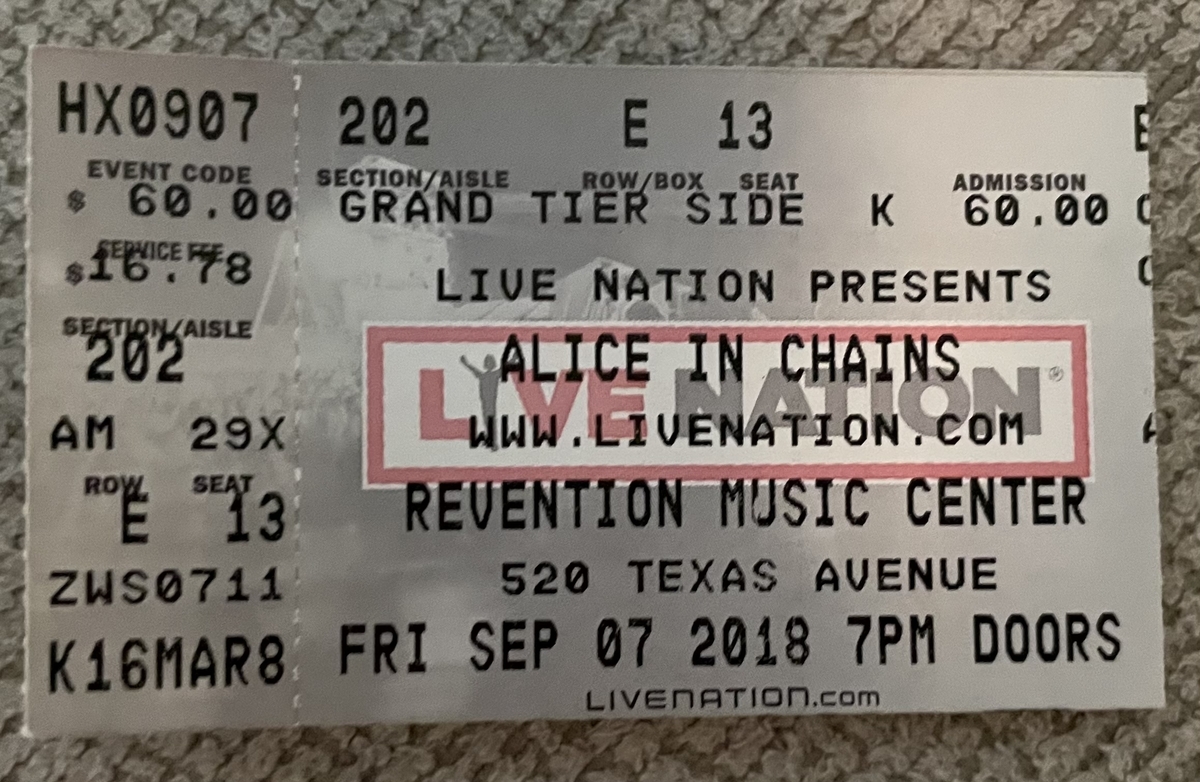 HX0907
EVENT CODE
$ 60.00
SERVICE FEE
$16.78
SECTION/AISLE
202
AM 29X
ROW SEAT
E 13
ZWS0711
K16MAR8
202 E 13
SECTION/AISLE ROW/BOX SEAT ADMISSION
GRAND TIER SIDE K 60.00
LIVE NATION PRESENTS
ALICE IN CHAINS
LIVE NATION®
WWW.LIVENATION.COM
REVENTION MUSIC CENTER
520 TEXAS AVENUE
FRI SEP 07 2018 7PM DOORS
LIVENATION.com